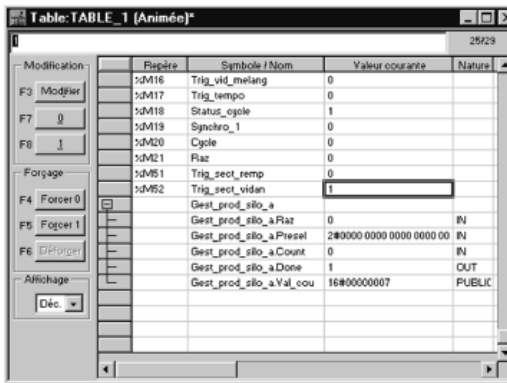 Table:TABLE_1 (Animée)*
1
25/29
Modification
F3 Modifier
F7 0
F8 1
Forçage
F4 Forcer 0
F5 Forcer 1
F6 Déforcer
Affichage
Déc.
Repère Symbole / Nom Valeur courante Nature
%M16 Trig_vid_melang 0
%M17 Trig_tempo 0
%M18 Status_cycle 1
%M19 Synchro_1 0
%M20 Cycle 0
%M21 Raz 0
%M51 Trig_sect_remp 0
%M52 Trig_sect_vidan 1
Gest_prod_silo_a
Gest_prod_silo_a.Raz 0 IN
Gest_prod_silo_a.Presel 2#0000 0000 0000 0000 00 IN
Gest_prod_silo_a.Count 0 IN
Gest_prod_silo_a.Done 1 OUT
Gest_prod_silo_a.Val_cou 16#00000007 PUBLIC